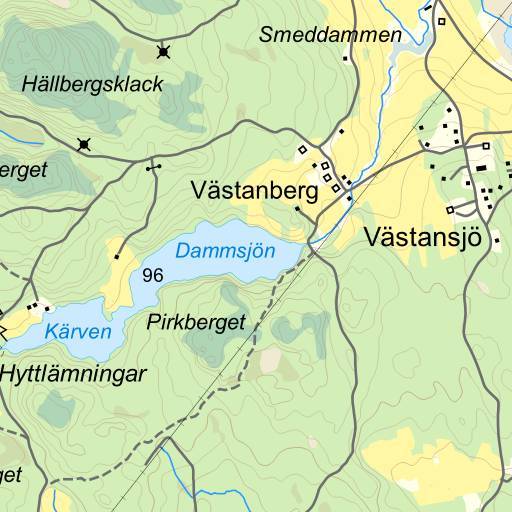 Smeddammen
Hällbergsklack
erget
Västanberg
Västansjö
Dammsjön
96
Pirkberget
Kärven
Hyttlämningar
get